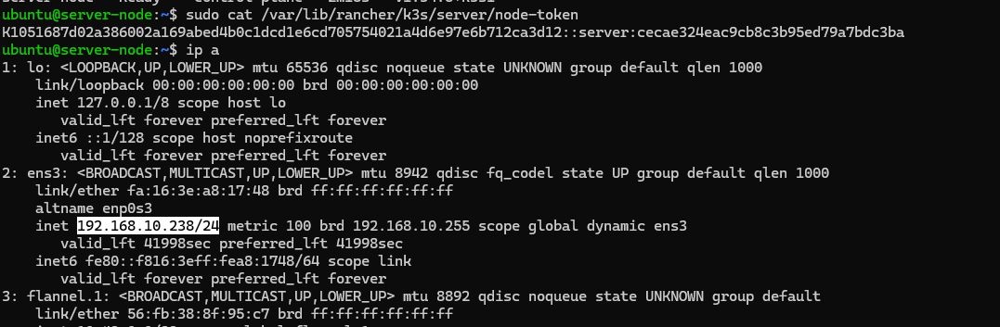 ubuntu@server-node:~$ sudo cat /var/lib/rancher/k3s/server/node-token
K1051687d02a386002a169abed4b0c1dcd1e6cd705754021a4d6e97e6b712ca3d12::server:cecae324eac9cb8c3b95ed79a7bdc3ba
ubuntu@server-node:~$ ip a
1: lo: <LOOPBACK,UP,LOWER_UP> mtu 65536 qdisc noqueue state UNKNOWN group default qlen 1000
    link/loopback 00:00:00:00:00:00 brd 00:00:00:00:00:00
    inet 127.0.0.1/8 scope host lo
       valid_lft forever preferred_lft forever
    inet6 ::1/128 scope host noprefixroute
       valid_lft forever preferred_lft forever
2: ens3: <BROADCAST,MULTICAST,UP,LOWER_UP> mtu 8942 qdisc fq_codel state UP group default qlen 1000
    link/ether fa:16:3e:a8:17:48 brd ff:ff:ff:ff:ff:ff
    altname enp0s3
    inet 192.168.10.238/24 metric 100 brd 192.168.10.255 scope global dynamic ens3
       valid_lft 41998sec preferred_lft 41998sec
    inet6 fe80::f816:3eff:fea8:1748/64 scope link
       valid_lft forever preferred_lft forever
3: flannel.1: <BROADCAST,MULTICAST,UP,LOWER_UP> mtu 8892 qdisc noqueue state UNKNOWN group default
    link/ether 56:fb:38:8f:95:c7 brd ff:ff:ff:ff:ff:ff